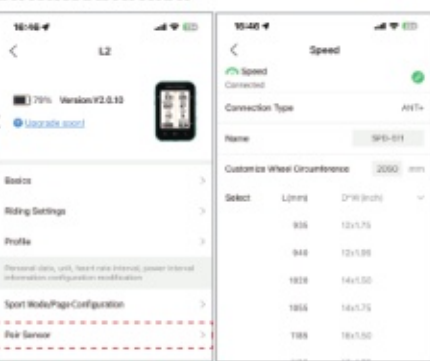 16:46
L2
79% Version:V2.0.10
Upgrade soon!
Basics
Riding Settings
Profile
Personal data, unit, heart rate interval, power interval
information configuration modification
Sport Mode/Page Configuration
Pair Sensor
16:46
Speed
Speed
Connected
Connection Type ANT+
Name SPD-511
Customize Wheel Circumference 2090 mm
Select L(mm) D*W(inch)
935 12x1.75
940 12x1.95
1020 14x1.50
1055 14x1.75
1185 16x1.50